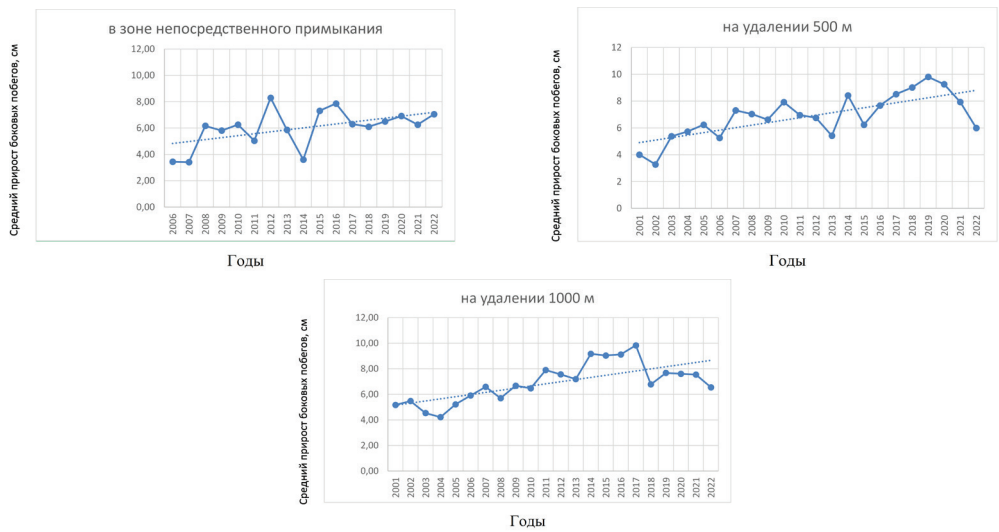 в зоне непосредственного примыкания
Средний прирост боковых побегов, см
12,00
10,00
8,00
6,00
4,00
2,00
0,00
2006 2007 2008 2009 2010 2011 2012 2013 2014 2015 2016 2017 2018 2019 2020 2021 2022
Годы
на удалении 500 м
Средний прирост боковых побегов, см
12
10
8
6
4
2
0
2001 2002 2003 2004 2005 2006 2007 2008 2009 2010 2011 2012 2013 2014 2015 2016 2017 2018 2019 2020 2021 2022
Годы
на удалении 1000 м
Средний прирост боковых побегов, см
12,00
10,00
8,00
6,00
4,00
2,00
0,00
2001 2002 2003 2004 2005 2006 2007 2008 2009 2010 2011 2012 2013 2014 2015 2016 2017 2018 2019 2020 2021 2022
Годы